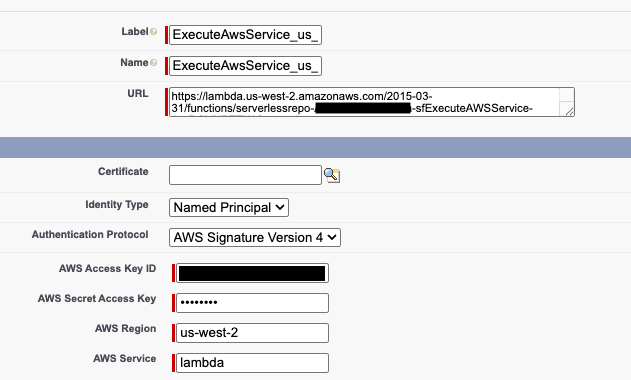 Label ExecuteAwsService_us_
Name ExecuteAwsService_us_
URL https://lambda.us-west-2.amazonaws.com/2015-03-
31/functions/serverlessrepo- -sfExecuteAWSService-
Certificate
Identity Type Named Principal
Authentication Protocol AWS Signature Version 4
AWS Access Key ID
AWS Secret Access Key ••••••••
AWS Region us-west-2
AWS Service lambda